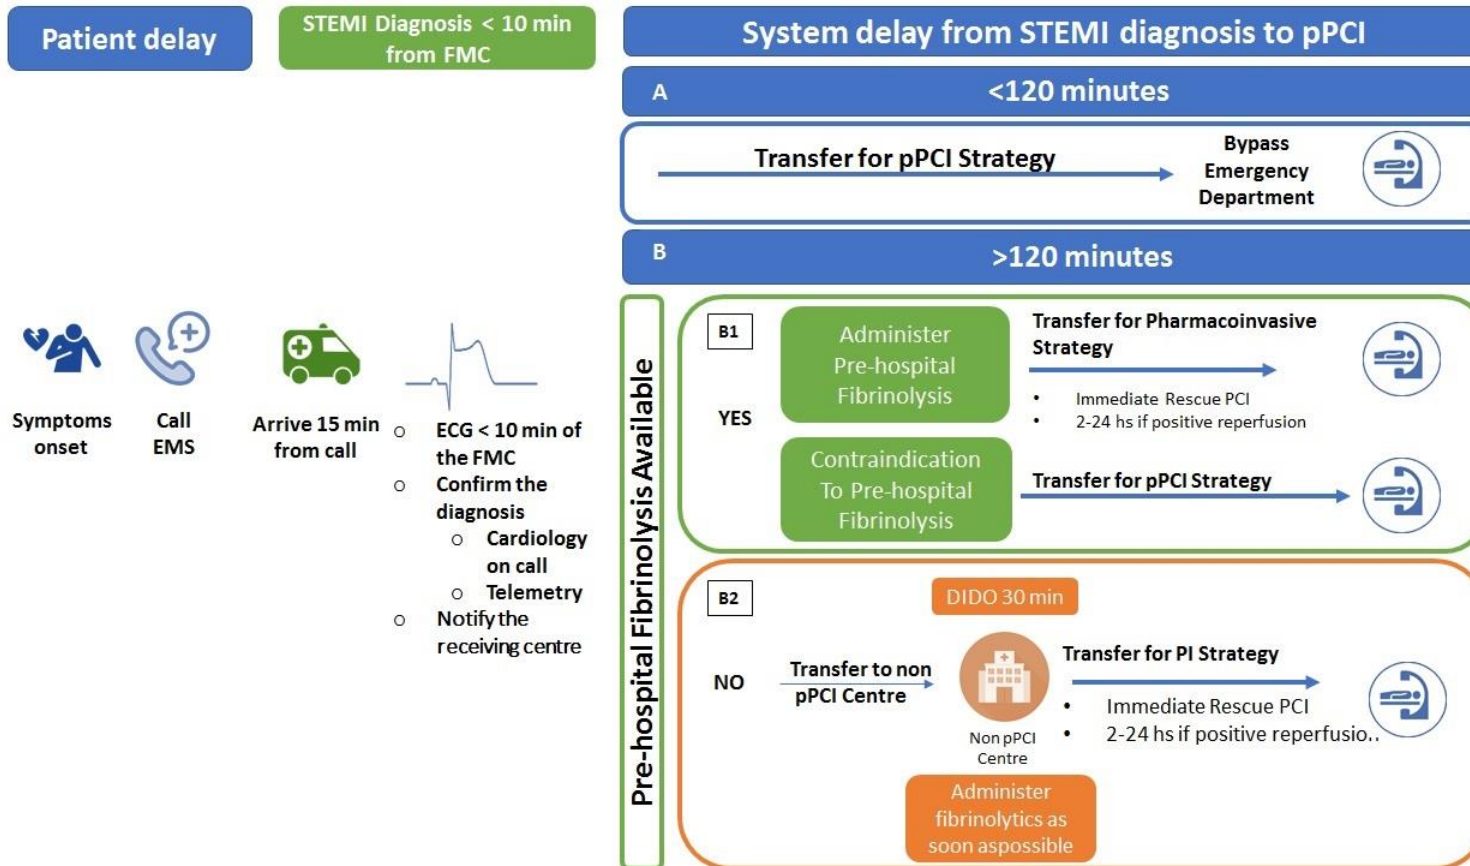 Patient delay
STEMI Diagnosis < 10 min
from FMC
System delay from STEMI diagnosis to pPCI
A
<120 minutes
Transfer for pPCI Strategy
Bypass
Emergency
Department
B
>120 minutes
Symptoms
onset
Call
EMS
Arrive 15 min
from call
o ECG < 10 min of
the FMC
o Confirm the
diagnosis
o Cardiology
on call
o Telemetry
o Notify the
receiving centre
Pre-hospital Fibrinolysis Available
B1
YES
Administer
Pre-hospital
Fibrinolysis
Transfer for Pharmacoinvasive
Strategy
• Immediate Rescue PCI
• 2-24 hs if positive reperfusion
Contraindication
To Pre-hospital
Fibrinolysis
Transfer for pPCI Strategy
B2
NO
Transfer to non
pPCI Centre
DIDO 30 min
Non pPCI
Centre
Administer
fibrinolytics as
soon aspossible
Transfer for PI Strategy
• Immediate Rescue PCI
• 2-24 hs if positive reperfusion